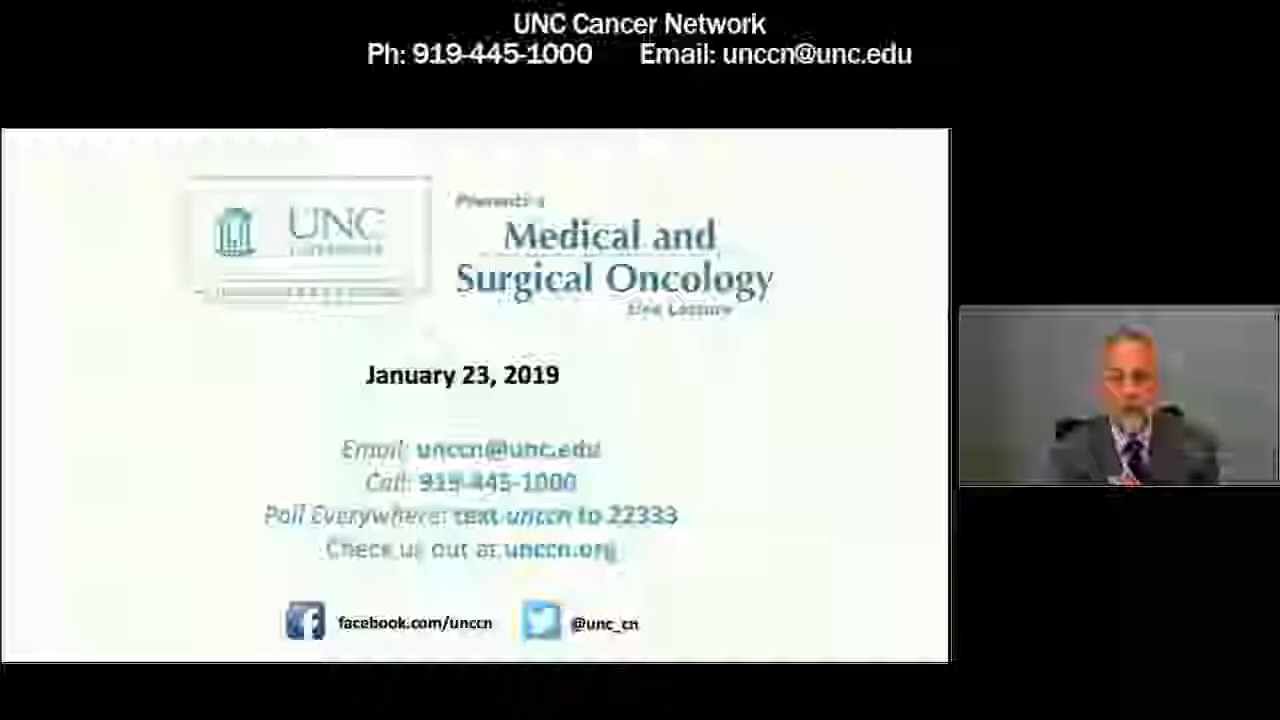 UNC Cancer Network
Ph: 919-445-1000 Email: unccn@unc.edu
UNC
Medical and
Surgical Oncology
Live Lecture
January 23, 2019
Email: unccn@unc.edu
Call: 919-445-1000
Poll Everywhere: text unccn to 22333
Check us out at unccn.org
facebook.com/unccn @unc_cn